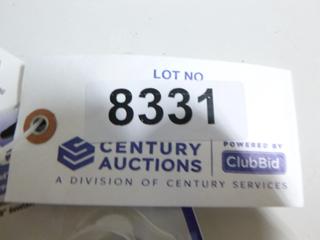 LOT NO
8331
CENTURY
AUCTIONS
POWERED BY
ClubBid
A DIVISION OF CENTURY SERVICES